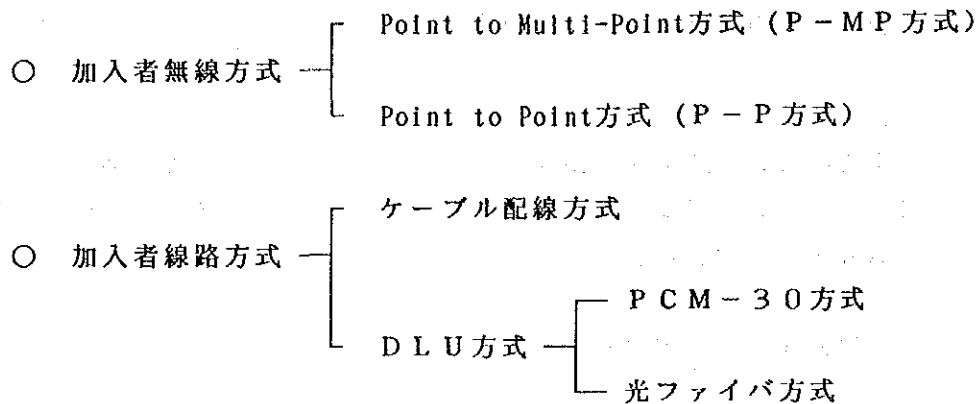 Point to Multi-Point方式 (P-MP方式)
○ 加入者無線方式
Point to Point方式 (P-P方式)
ケーブル配線方式
○ 加入者線路方式
PCM-30方式
DLU方式
光ファイバ方式